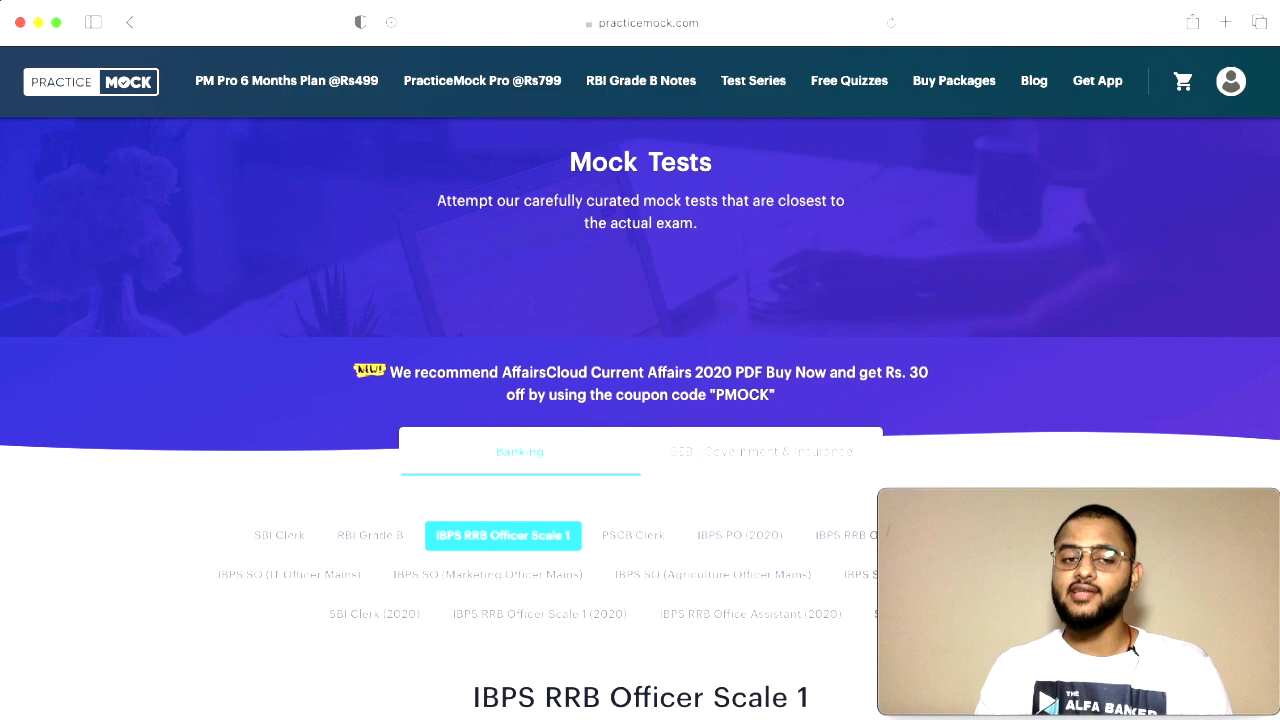 practicemock.com
PRACTICE MOCK
PM Pro 6 Months Plan @Rs499
PracticeMock Pro @Rs799
RBI Grade B Notes
Test Series
Free Quizzes
Buy Packages
Blog
Get App
Mock Tests
Attempt our carefully curated mock tests that are closest to
the actual exam.
NEW! We recommend AffairsCloud Current Affairs 2020 PDF Buy Now and get Rs. 30
off by using the coupon code "PMOCK"
Banking
SEBI, Government & Insurance
SBI Clerk
RBI Grade B
IBPS RRB Officer Scale 1
PSCB Clerk
IBPS PO (2020)
IBPS RRB O
IBPS SO (IT Officer Mains)
IBPS SO (Marketing Officer Mains)
IBPS SO (Agriculture Officer Mains)
IBPS S
SBI Clerk (2020)
IBPS RRB Officer Scale 1 (2020)
IBPS RRB Office Assistant (2020)
IBPS RRB Officer Scale 1
THE
ALFA BANKER